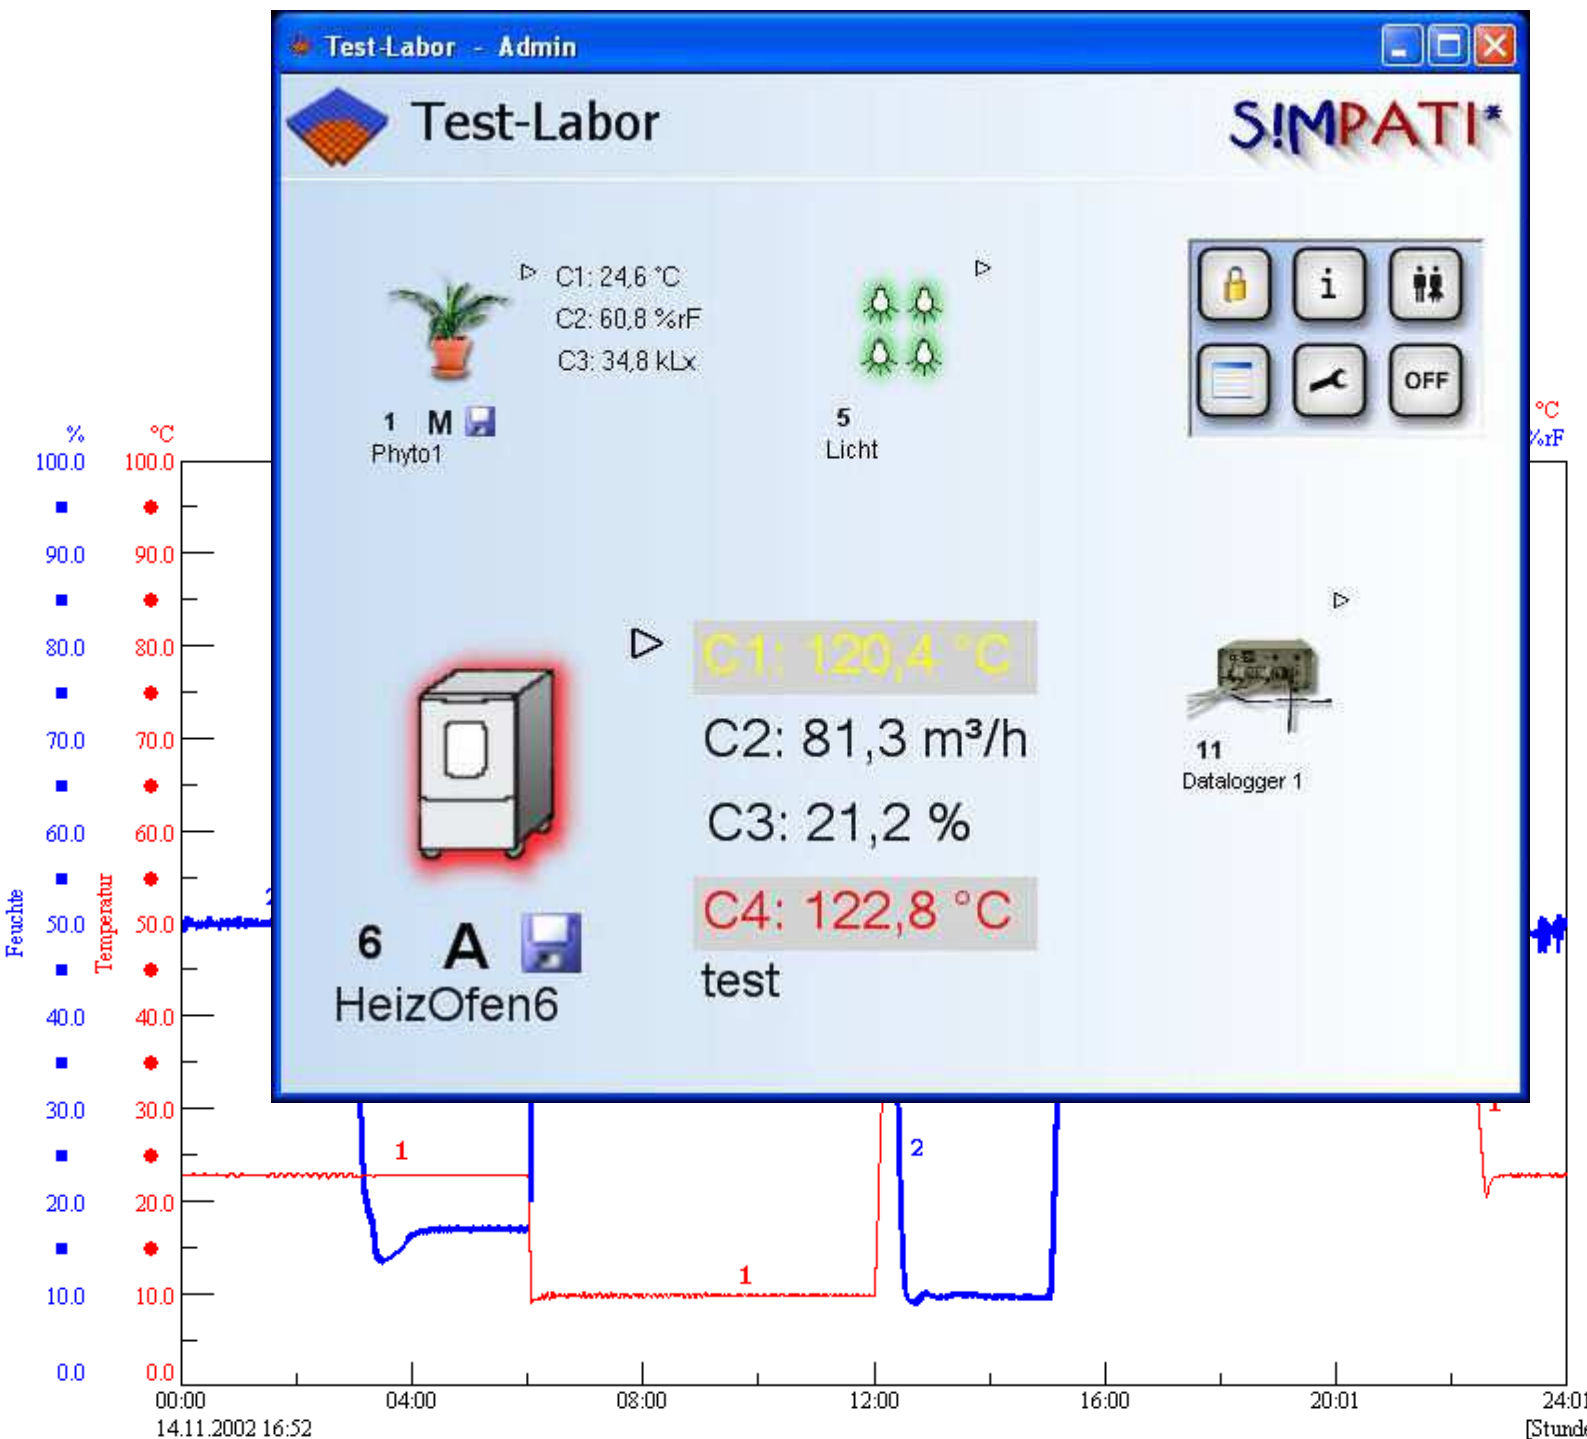 Test-Labor - Admin
Test-Labor
S!MPATI*
C1: 24,6 °C
C2: 60,8 %rF
C3: 34,8 kLx
1 M
Phyto1
5
Licht
i
OFF
C1: 120,4 °C
C2: 81,3 m³/h
C3: 21,2 %
C4: 122,8 °C
test
6 A
HeizOfen6
11
Datalogger 1
% °C
100.0 100.0
90.0 90.0
80.0 80.0
70.0 70.0
60.0 60.0
50.0 50.0
40.0 40.0
30.0 30.0
20.0 20.0
10.0 10.0
0.0 0.0
Feuchte
Temperatur
°C
%rF
1
2
1
1
00:00 04:00 08:00 12:00 16:00 20:01 24:01
14.11.2002 16:52